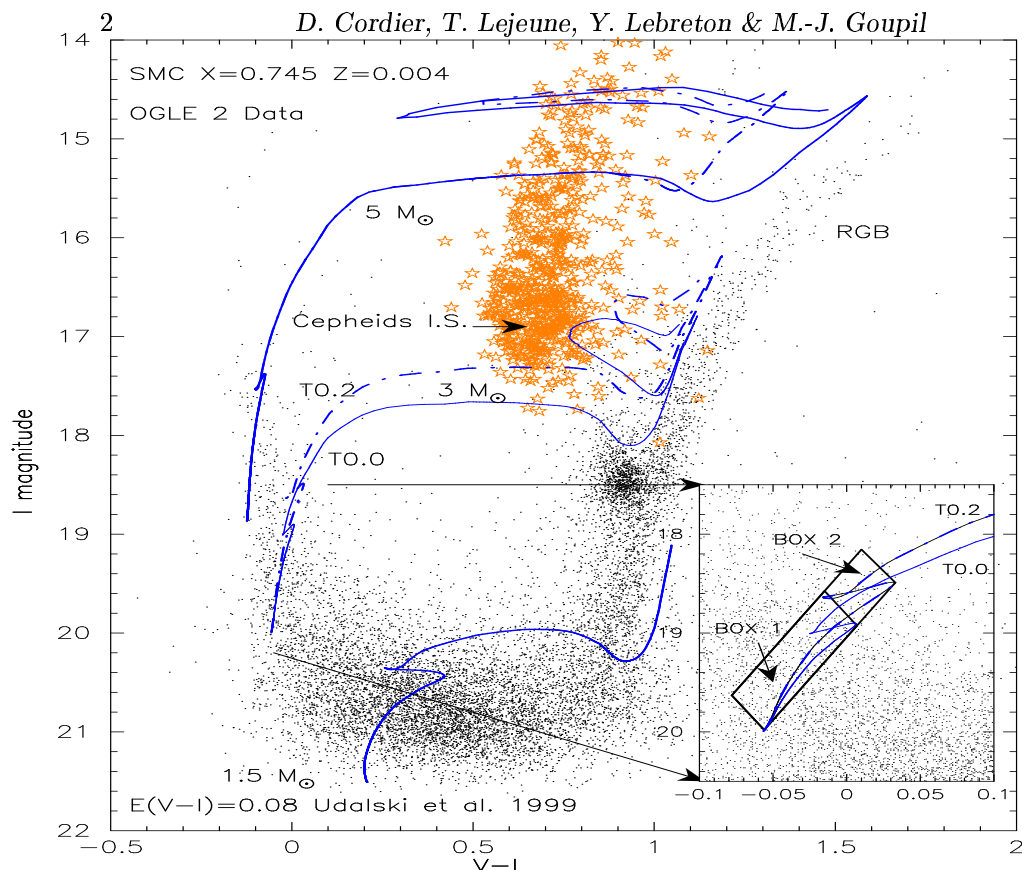 2 D. Cordier, T. Lejeune, Y. Lebreton & M.-J. Goupil
14
SMC X=0.745 Z=0.004
OGLE 2 Data
15
5 M⊙
16
RGB
Cepheids I.S.
17
T0.2
3 M⊙
18
T0.0
I magnitude
19
20
21
22
1.5 M⊙
E(V−I)=0.08 Udalski et al. 1999
−0.5 0 0.5 1 1.5 2
V−I
18
19
20
T0.2
BOX 2
T0.0
BOX 1
−0.1 −0.05 0 0.05 0.1